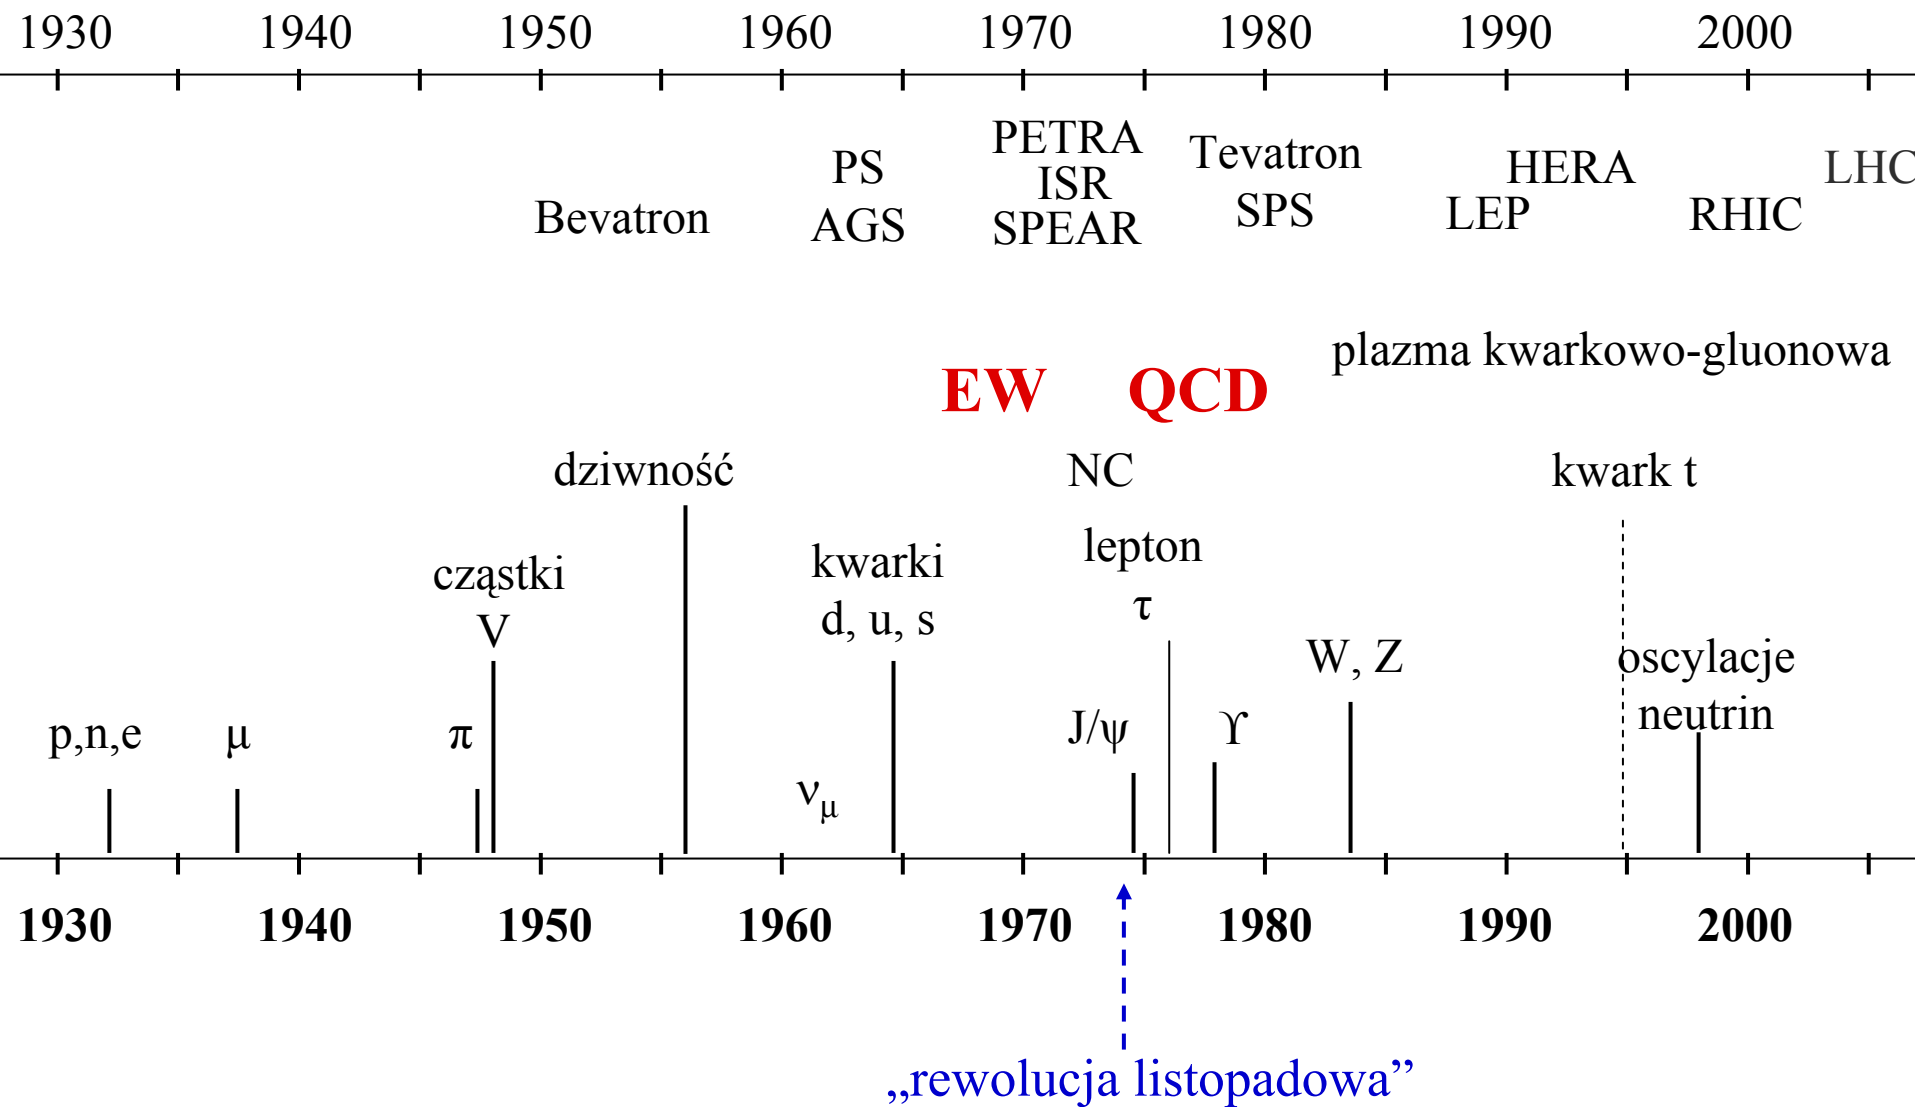 1930 1940 1950 1960 1970 1980 1990 2000
PETRA
Tevatron
PS
HERA
LHC
ISR
SPS
LEP
RHIC
Bevatron
AGS
SPEAR
plazma kwarkowo-gluonowa
EW QCD
dziwność
NC
kwark t
lepton
τ
kwarki
d, u, s
cząstki
V
W, Z
oscylacje
neutrin
p,n,e
μ
π
J/ψ
ϒ
νμ
1930 1940 1950 1960 1970 1980 1990 2000
„rewolucja listopadowa”